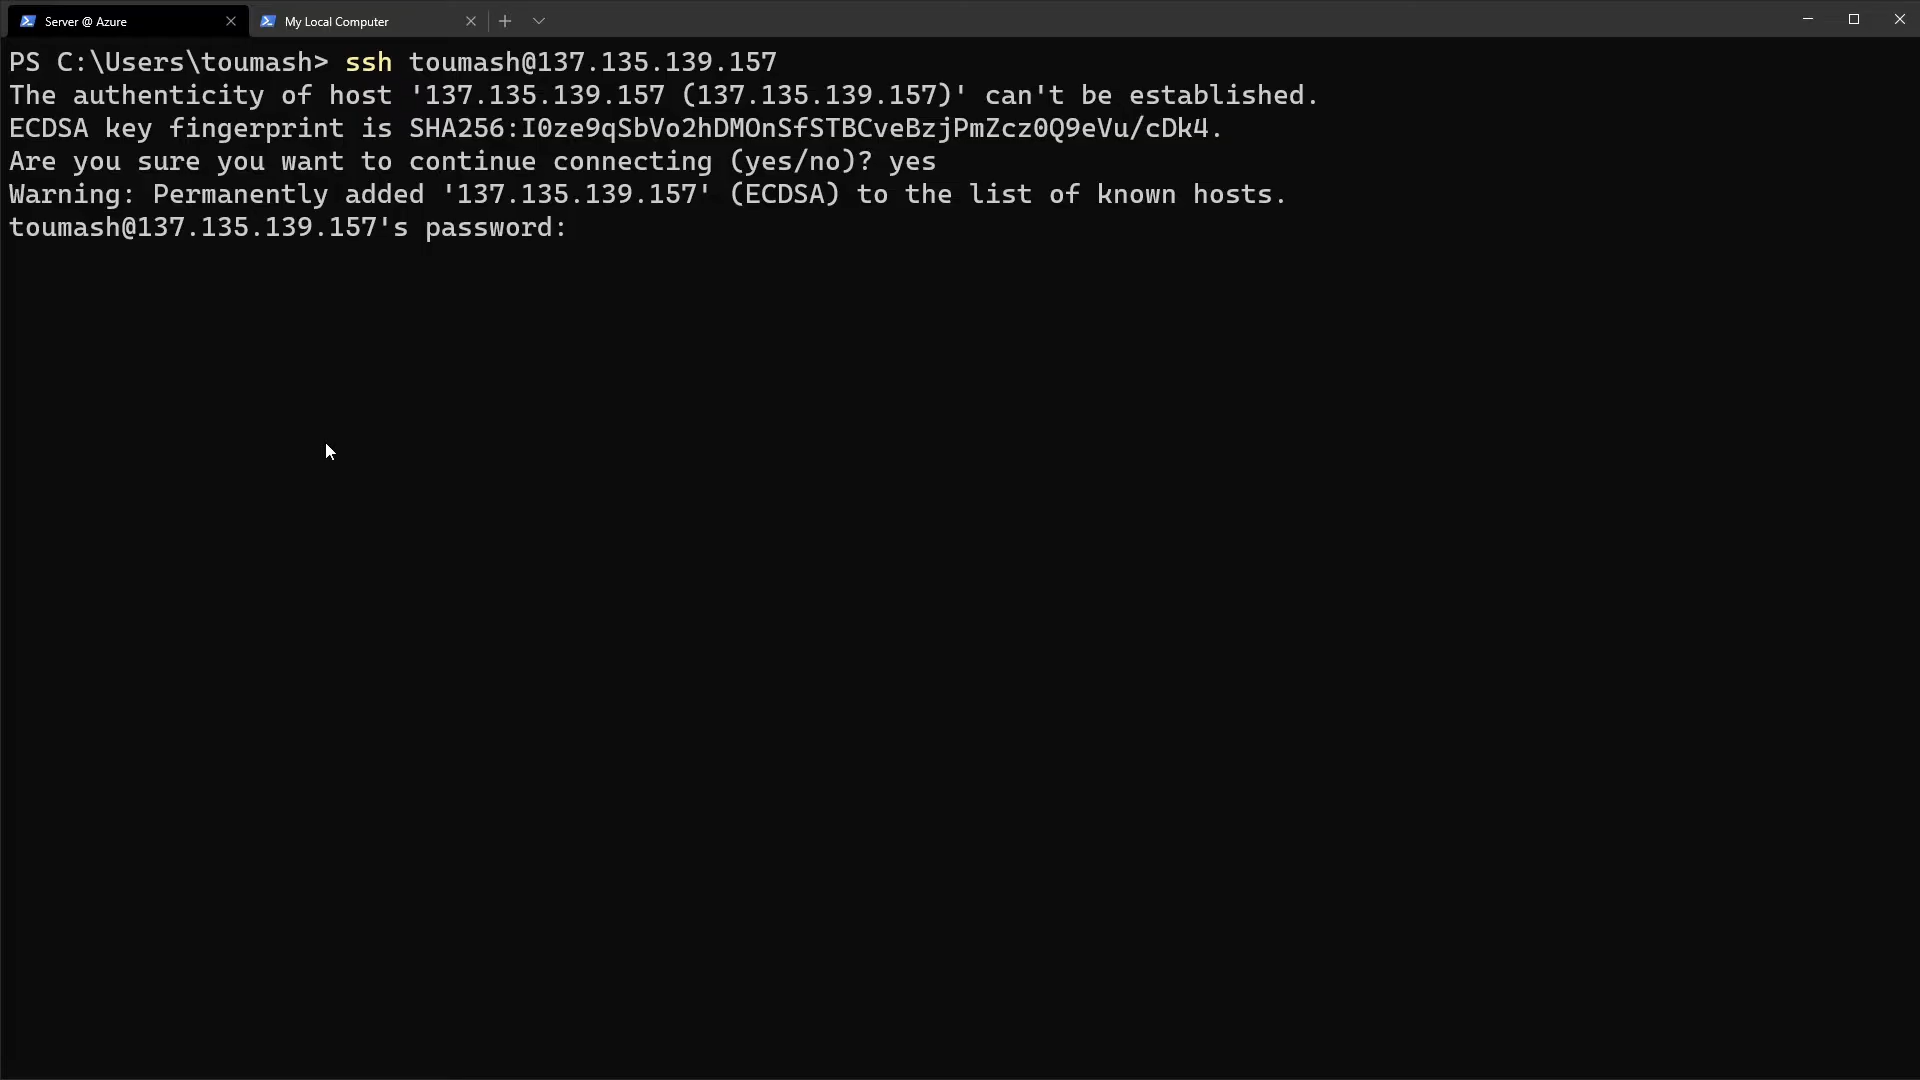 Server @ Azure
My Local Computer
PS C:\Users\toumash> ssh toumash@137.135.139.157
The authenticity of host '137.135.139.157 (137.135.139.157)' can't be established.
ECDSA key fingerprint is SHA256:I0ze9qSbVo2hDMOnSfSTBCveBzjPmZcz0Q9eVu/cDk4.
Are you sure you want to continue connecting (yes/no)? yes
Warning: Permanently added '137.135.139.157' (ECDSA) to the list of known hosts.
toumash@137.135.139.157's password: